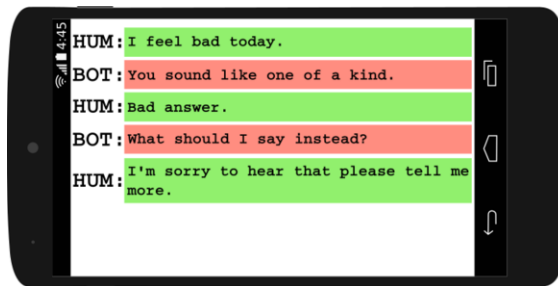 4:45
HUM: I feel bad today.
BOT: You sound like one of a kind.
HUM: Bad answer.
BOT: What should I say instead?
HUM: I'm sorry to hear that please tell me
more.